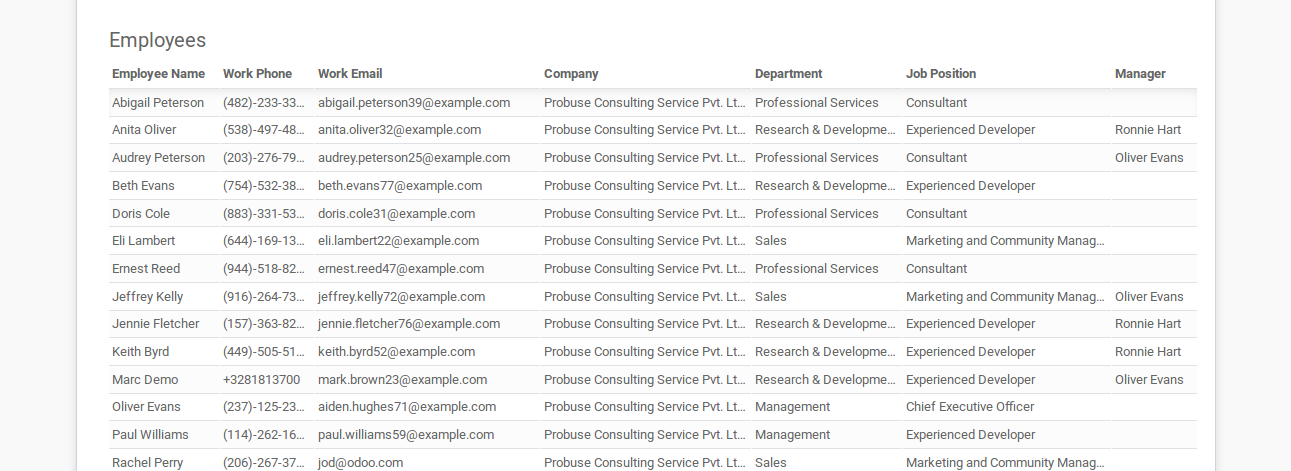 Employees
Employee Name Work Phone Work Email Company Department Job Position Manager
Abigail Peterson (482)-233-33... abigail.peterson39@example.com Probuse Consulting Service Pvt. Lt... Professional Services Consultant
Anita Oliver (538)-497-48... anita.oliver32@example.com Probuse Consulting Service Pvt. Lt... Research & Developme... Experienced Developer Ronnie Hart
Audrey Peterson (203)-276-79... audrey.peterson25@example.com Probuse Consulting Service Pvt. Lt... Professional Services Consultant Oliver Evans
Beth Evans (754)-532-38... beth.evans77@example.com Probuse Consulting Service Pvt. Lt... Research & Developme... Experienced Developer
Doris Cole (883)-331-53... doris.cole31@example.com Probuse Consulting Service Pvt. Lt... Professional Services Consultant
Eli Lambert (644)-169-13... eli.lambert22@example.com Probuse Consulting Service Pvt. Lt... Sales Marketing and Community Manag...
Ernest Reed (944)-518-82... ernest.reed47@example.com Probuse Consulting Service Pvt. Lt... Professional Services Consultant
Jeffrey Kelly (916)-264-73... jeffrey.kelly72@example.com Probuse Consulting Service Pvt. Lt... Sales Marketing and Community Manag... Oliver Evans
Jennie Fletcher (157)-363-82... jennie.fletcher76@example.com Probuse Consulting Service Pvt. Lt... Research & Developme... Experienced Developer Ronnie Hart
Keith Byrd (449)-505-51... keith.byrd52@example.com Probuse Consulting Service Pvt. Lt... Research & Developme... Experienced Developer Ronnie Hart
Marc Demo +3281813700 mark.brown23@example.com Probuse Consulting Service Pvt. Lt... Research & Developme... Experienced Developer Oliver Evans
Oliver Evans (237)-125-23... aiden.hughes71@example.com Probuse Consulting Service Pvt. Lt... Management Chief Executive Officer
Paul Williams (114)-262-16... paul.williams59@example.com Probuse Consulting Service Pvt. Lt... Management Experienced Developer
Rachel Perry (206)-267-37... jod@odoo.com Probuse Consulting Service Pvt. Lt... Sales Marketing and Community Manag...